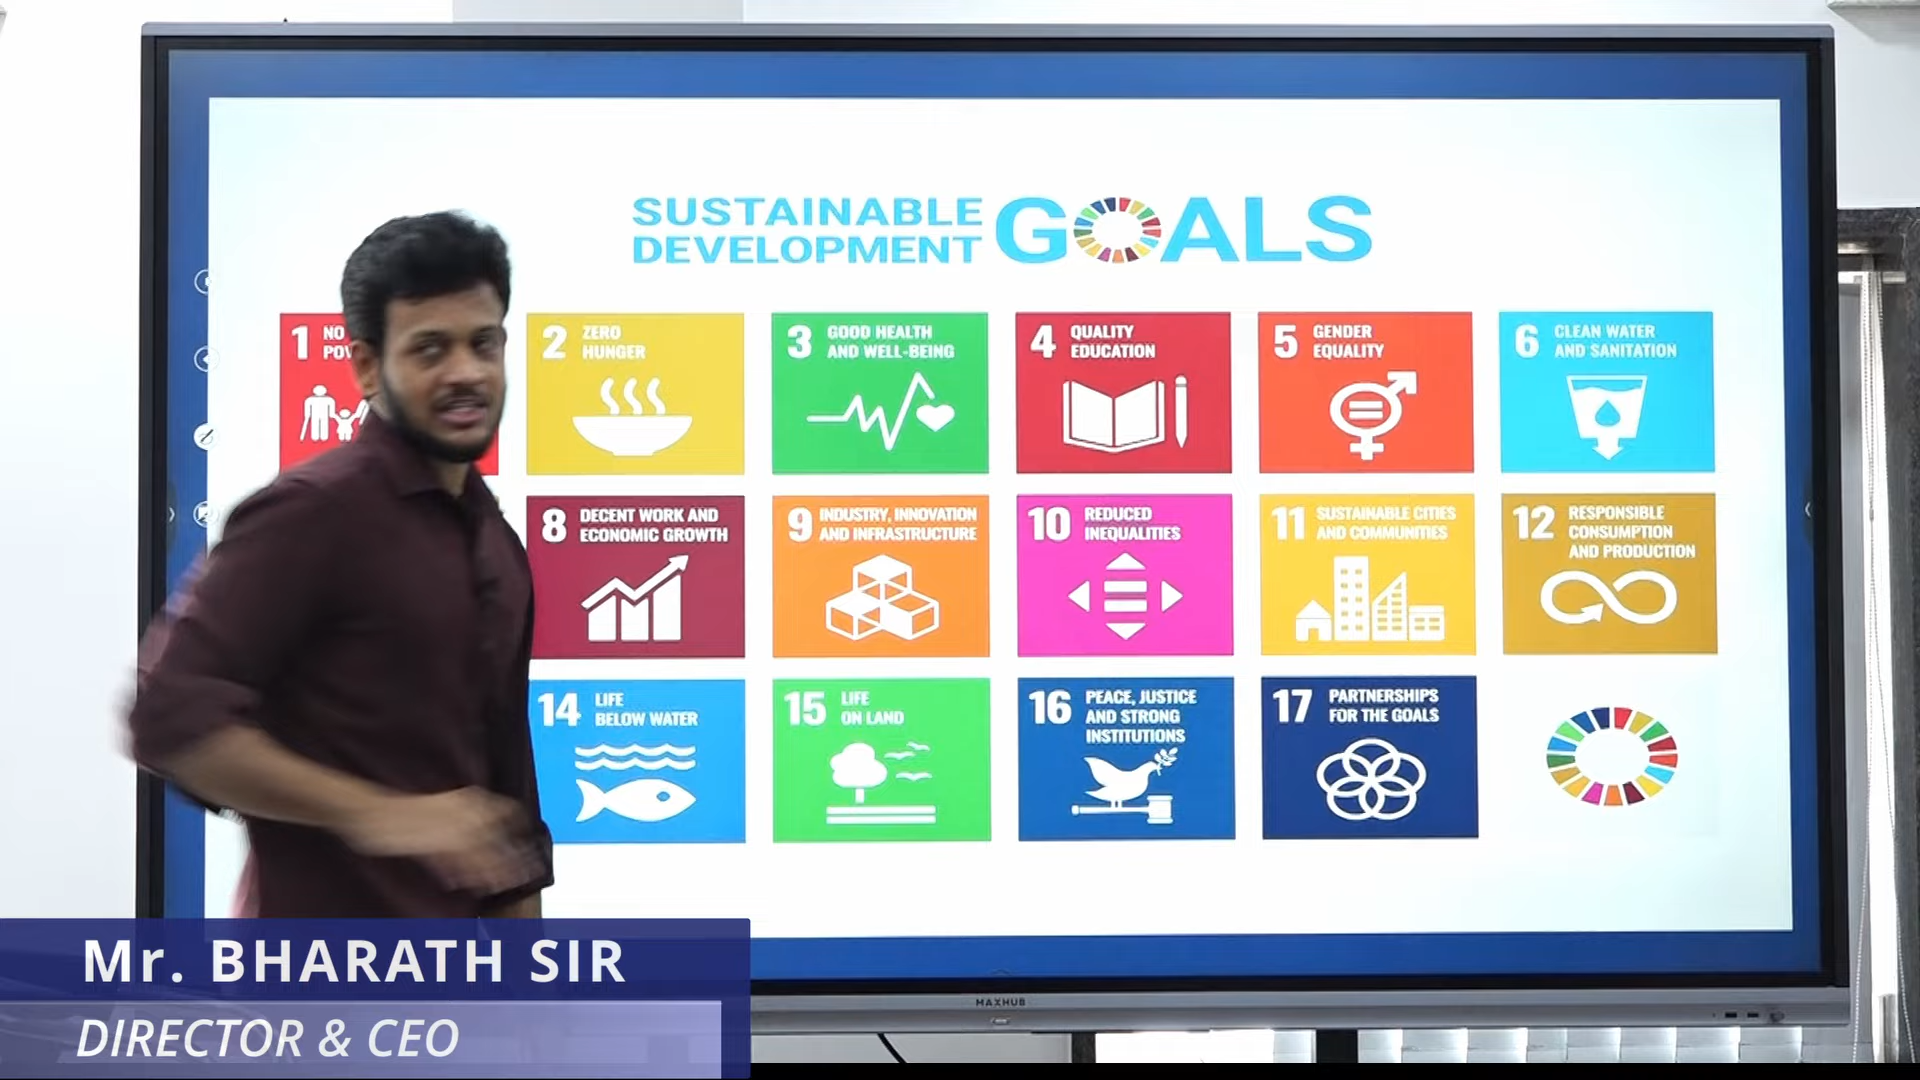 SUSTAINABLE
DEVELOPMENT
GOALS
1 NO
2 ZERO
HUNGER
3 GOOD HEALTH
AND WELL-BEING
4 QUALITY
EDUCATION
5 GENDER
EQUALITY
6 CLEAN WATER
AND SANITATION
8 DECENT WORK AND
ECONOMIC GROWTH
9 INDUSTRY, INNOVATION
AND INFRASTRUCTURE
10 REDUCED
INEQUALITIES
11 SUSTAINABLE CITIES
AND COMMUNITIES
12 RESPONSIBLE
CONSUMPTION
AND PRODUCTION
14 LIFE
BELOW WATER
15 LIFE
ON LAND
16 PEACE, JUSTICE
AND STRONG
INSTITUTIONS
17 PARTNERSHIPS
FOR THE GOALS
MAXHUB
Mr. BHARATH SIR
DIRECTOR & CEO